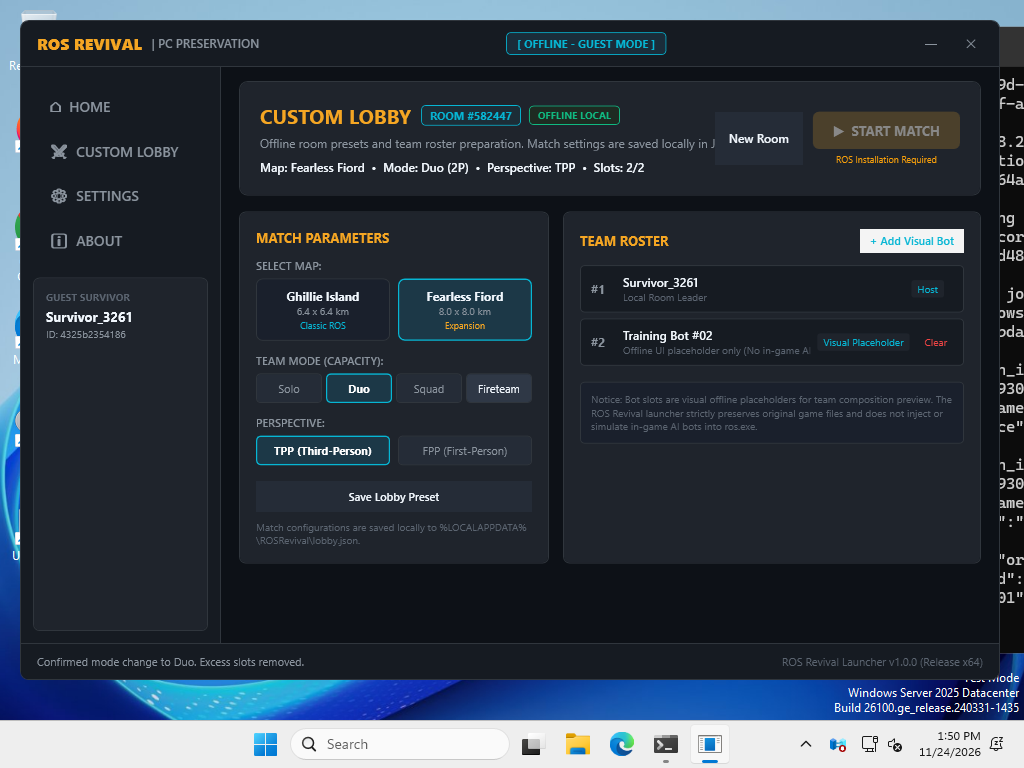 ROS REVIVAL | PC PRESERVATION
[ OFFLINE - GUEST MODE ]
HOME
CUSTOM LOBBY
SETTINGS
ABOUT
GUEST SURVIVOR
Survivor_3261
ID: 4325b2354186
CUSTOM LOBBY
ROOM #582447
OFFLINE LOCAL
Offline room presets and team roster preparation. Match settings are saved locally in J
Map: Fearless Fiord • Mode: Duo (2P) • Perspective: TPP • Slots: 2/2
New Room
START MATCH
ROS Installation Required
MATCH PARAMETERS
SELECT MAP:
Ghillie Island
6.4 x 6.4 km
Classic ROS
Fearless Fiord
8.0 x 8.0 km
Expansion
TEAM MODE (CAPACITY):
Solo
Duo
Squad
Fireteam
PERSPECTIVE:
TPP (Third-Person)
FPP (First-Person)
Save Lobby Preset
Match configurations are saved locally to %LOCALAPPDATA%
\ROSRevival\lobby.json.
TEAM ROSTER
+ Add Visual Bot
#1
Survivor_3261
Local Room Leader
Host
#2
Training Bot #02
Offline UI placeholder only (No in-game A
Visual Placeholder
Clear
Notice: Bot slots are visual offline placeholders for team composition preview. The
ROS Revival launcher strictly preserves original game files and does not inject or
simulate in-game AI bots into ros.exe.
Confirmed mode change to Duo. Excess slots removed.
ROS Revival Launcher v1.0.0 (Release x64)
Mode
Windows Server 2025 Datacenter
Build 26100.ge_release.240331-1435
Search
1:50 PM
11/24/2026